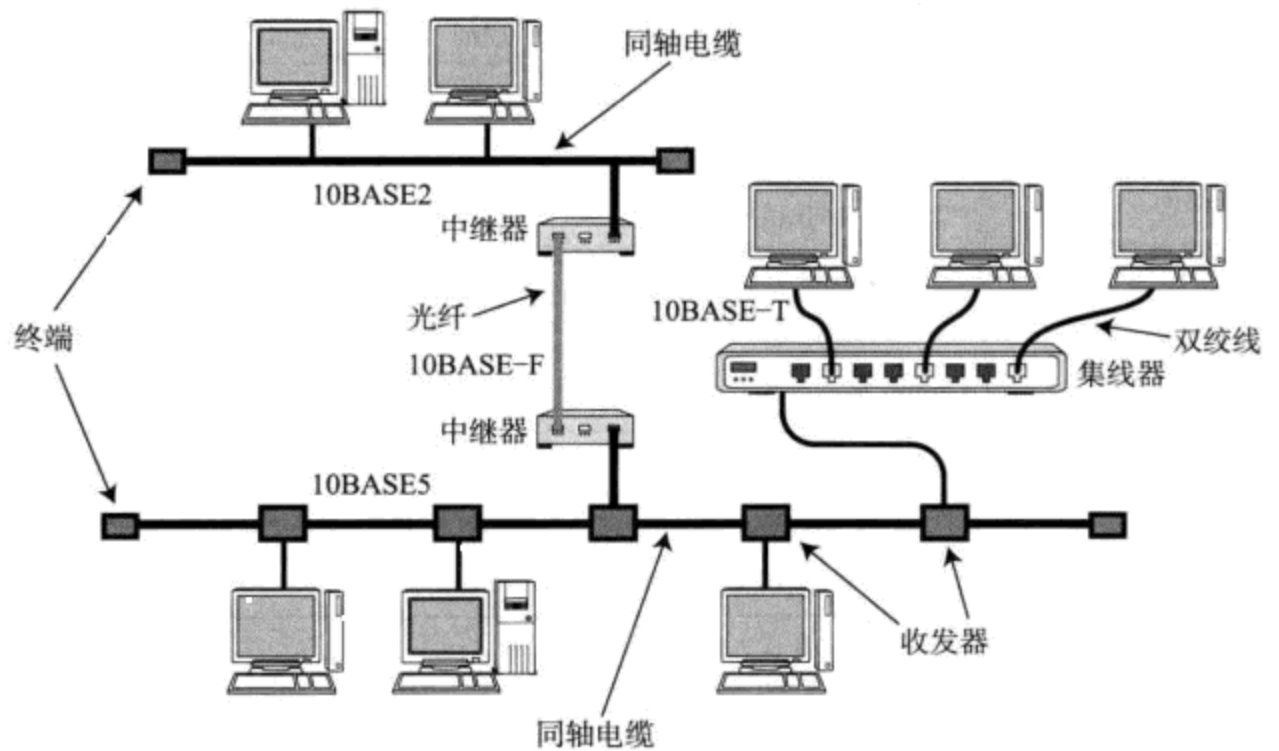 同轴电缆
10BASE2
中继器
光纤
10BASE-T
双绞线
终端
10BASE-F
集线器
中继器
10BASE5
收发器
同轴电缆